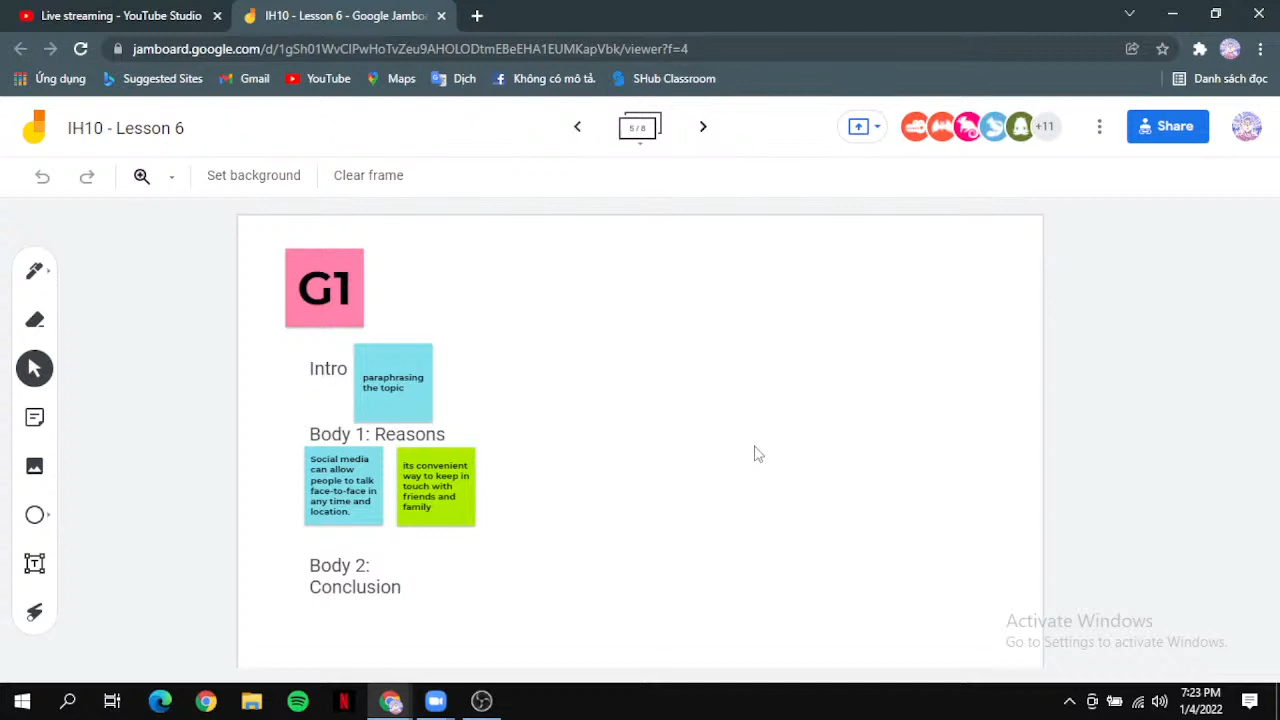 Live streaming - YouTube Studio
IH10 - Lesson 6 - Google Jambo
jamboard.google.com/d/1gSh01WvClPwHoTvZeu9AHOLODtmEBeEHA1EUMKapVbk/viewer?f=4
Ứng dụng
Suggested Sites
Gmail
YouTube
Maps
Dịch
Không có mô tả.
SHub Classroom
Danh sách đọc
IH10 - Lesson 6
5 / 8
+11
Share
Set background
Clear frame
G1
Intro
paraphrasing
the topic
Body 1: Reasons
Social media
can allow
people to talk
face-to-face in
any time and
location.
its convenient
way to keep in
touch with
friends and
family
Body 2:
Conclusion
Activate Windows
Go to Settings to activate Windows.
7:23 PM
1/4/2022